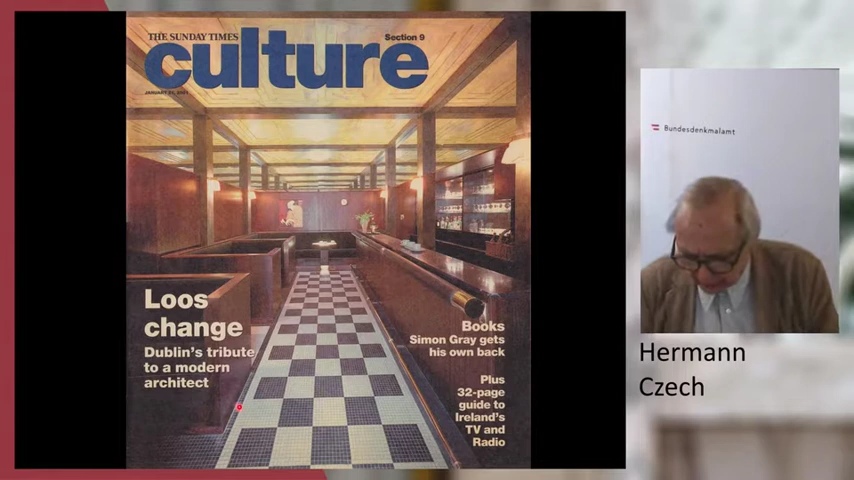 THE SUNDAY TIMES
Section 9
culture
Loos
change
Dublin's tribute
to a modern
architect
Books
Simon Gray gets
his own back
Plus
32-page
guide to
Ireland's
TV and
Radio
Bundesdenkmalamt
Hermann
Czech